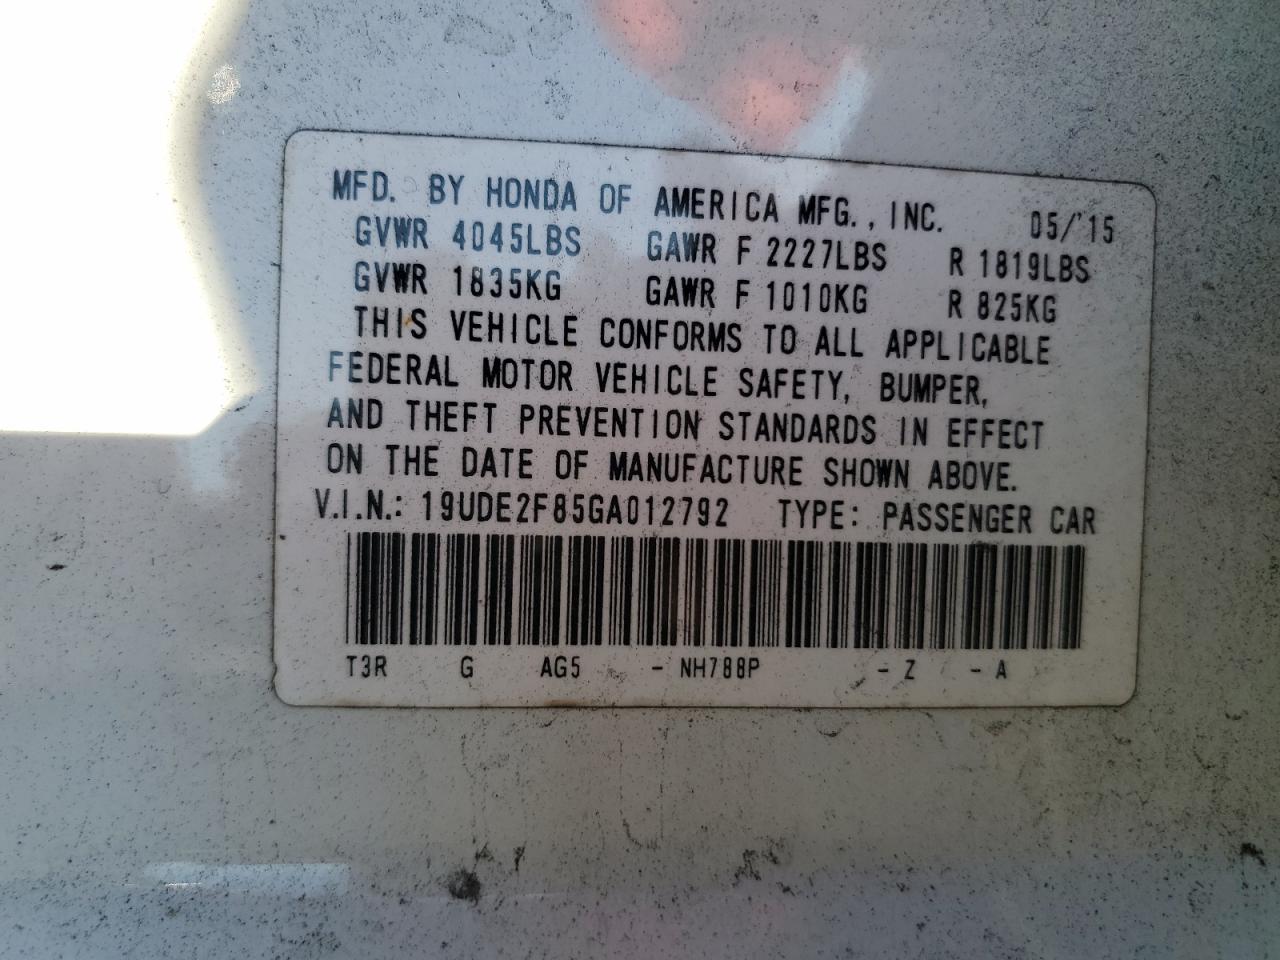 MFD. BY HONDA OF AMERICA MFG., INC. 05/'15
GVWR 4045LBS GAWR F 2227LBS R 1819LBS
GVWR 1835KG GAWR F 1010KG R 825KG
THIS VEHICLE CONFORMS TO ALL APPLICABLE
FEDERAL MOTOR VEHICLE SAFETY, BUMPER,
AND THEFT PREVENTION STANDARDS IN EFFECT
ON THE DATE OF MANUFACTURE SHOWN ABOVE.
V.I.N.: 19UDE2F85GA012792 TYPE: PASSENGER CAR
T3R G AG5 - NH788P - Z - A